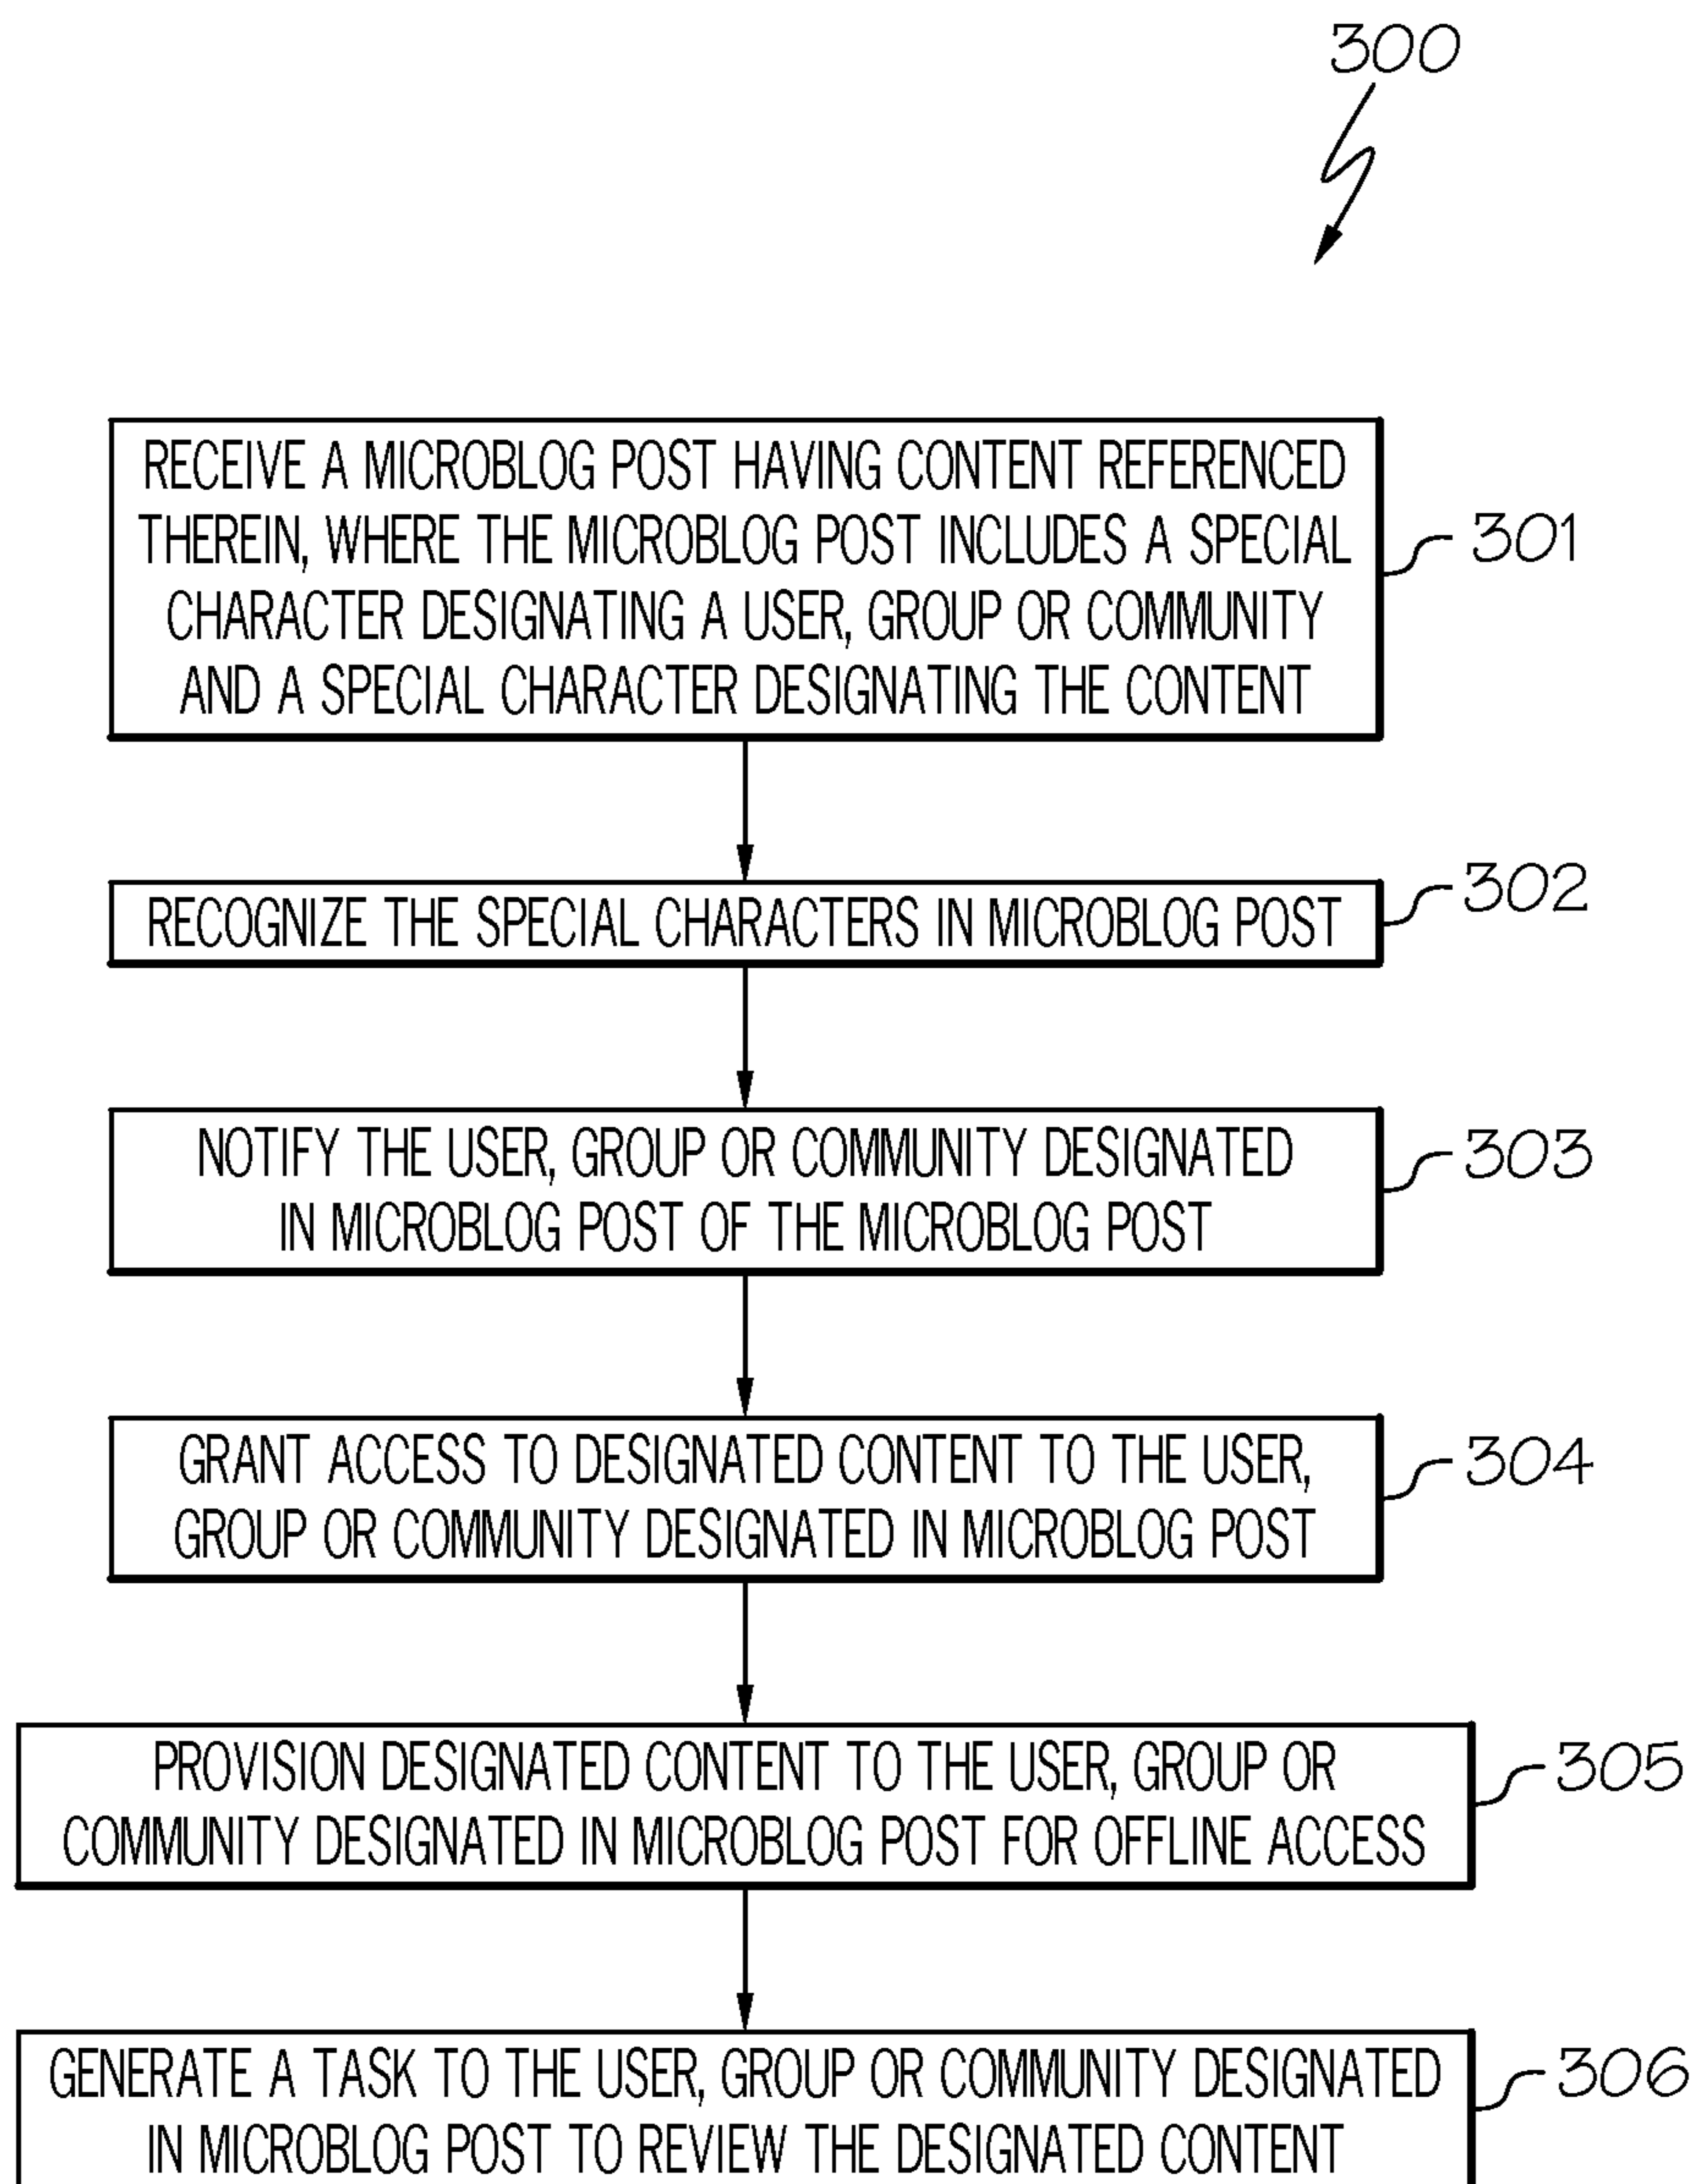 300
RECEIVE A MICROBLOG POST HAVING CONTENT REFERENCED
THEREIN, WHERE THE MICROBLOG POST INCLUDES A SPECIAL
CHARACTER DESIGNATING A USER, GROUP OR COMMUNITY
AND A SPECIAL CHARACTER DESIGNATING THE CONTENT
301
RECOGNIZE THE SPECIAL CHARACTERS IN MICROBLOG POST
302
NOTIFY THE USER, GROUP OR COMMUNITY DESIGNATED
IN MICROBLOG POST OF THE MICROBLOG POST
303
GRANT ACCESS TO DESIGNATED CONTENT TO THE USER,
GROUP OR COMMUNITY DESIGNATED IN MICROBLOG POST
304
PROVISION DESIGNATED CONTENT TO THE USER, GROUP OR
COMMUNITY DESIGNATED IN MICROBLOG POST FOR OFFLINE ACCESS
305
GENERATE A TASK TO THE USER, GROUP OR COMMUNITY DESIGNATED
IN MICROBLOG POST TO REVIEW THE DESIGNATED CONTENT
306